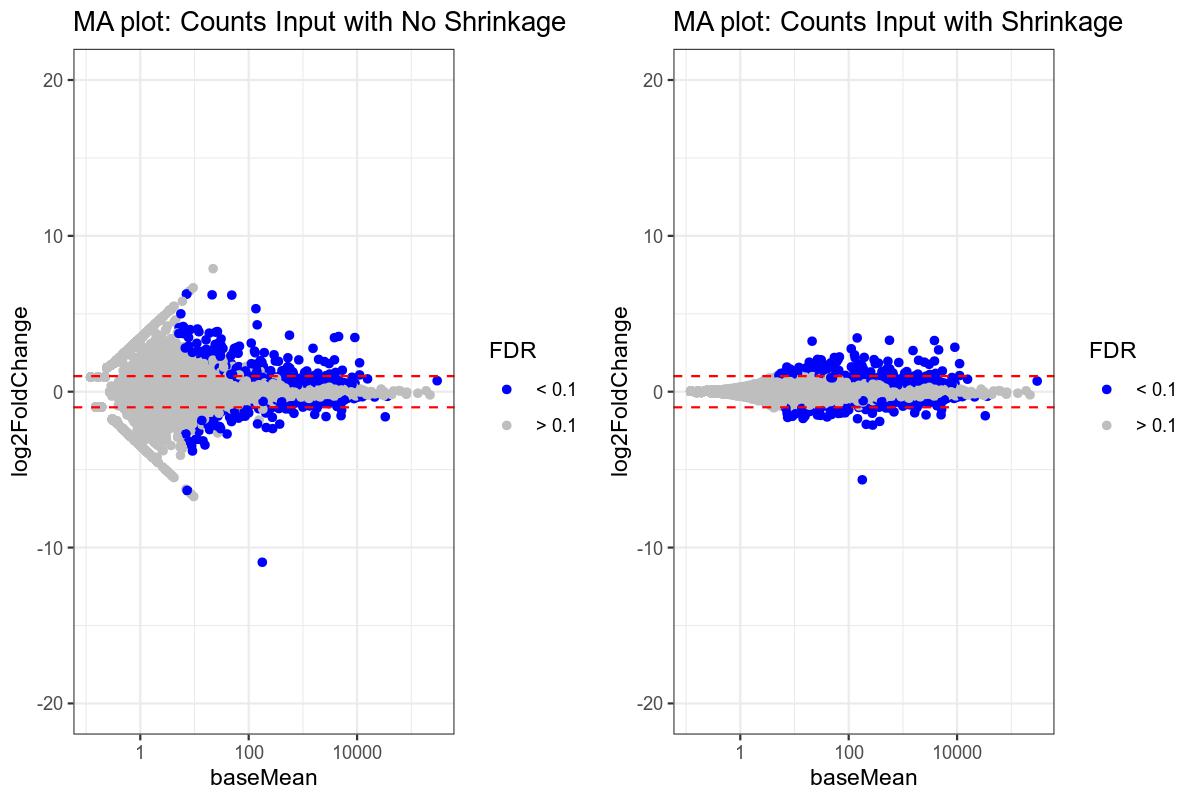 MA plot: Counts Input with No Shrinkage
20
10
0
-10
-20
log2FoldChange
1
100
10000
baseMean
FDR
< 0.1
> 0.1
MA plot: Counts Input with Shrinkage
20
10
0
-10
-20
log2FoldChange
1
100
10000
baseMean
FDR
< 0.1
> 0.1